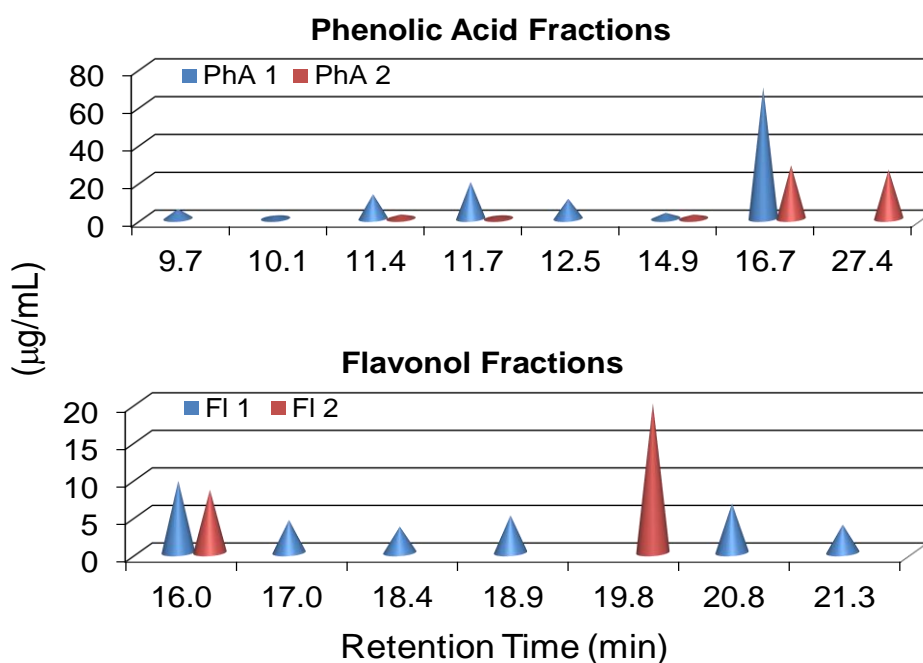 Phenolic Acid Fractions
PhA 1 PhA 2
80
60
40
20
0
9.7 10.1 11.4 11.7 12.5 14.9 16.7 27.4
(µg/mL)
Flavonol Fractions
Fl 1 Fl 2
20
15
10
5
0
16.0 17.0 18.4 18.9 19.8 20.8 21.3
Retention Time (min)